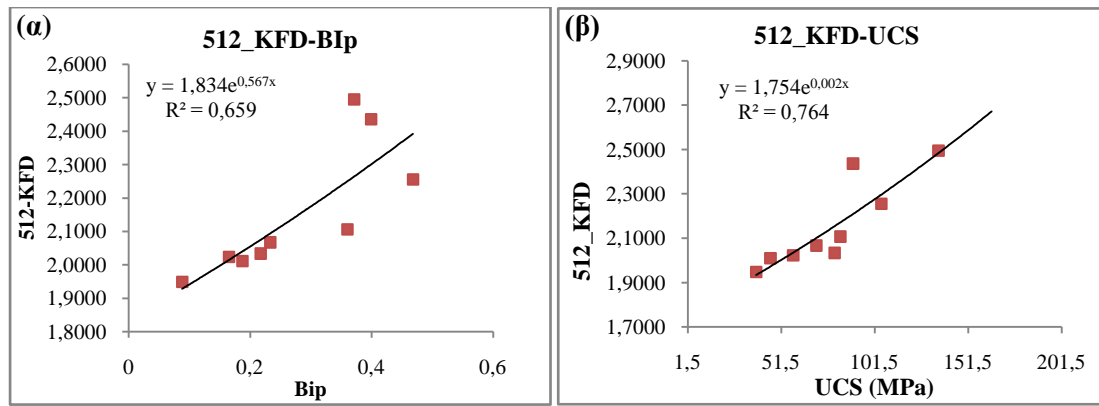 (α)
512_KFD-BIp
y = 1,834e^0,567x
R² = 0,659
512-KFD
2,6000
2,5000
2,4000
2,3000
2,2000
2,1000
2,0000
1,9000
1,8000
0
0,2
0,4
0,6
Bip
(β)
512_KFD-UCS
y = 1,754e^0,002x
R² = 0,764
512_KFD
2,9000
2,7000
2,5000
2,3000
2,1000
1,9000
1,7000
1,5
51,5
101,5
151,5
201,5
UCS (MPa)